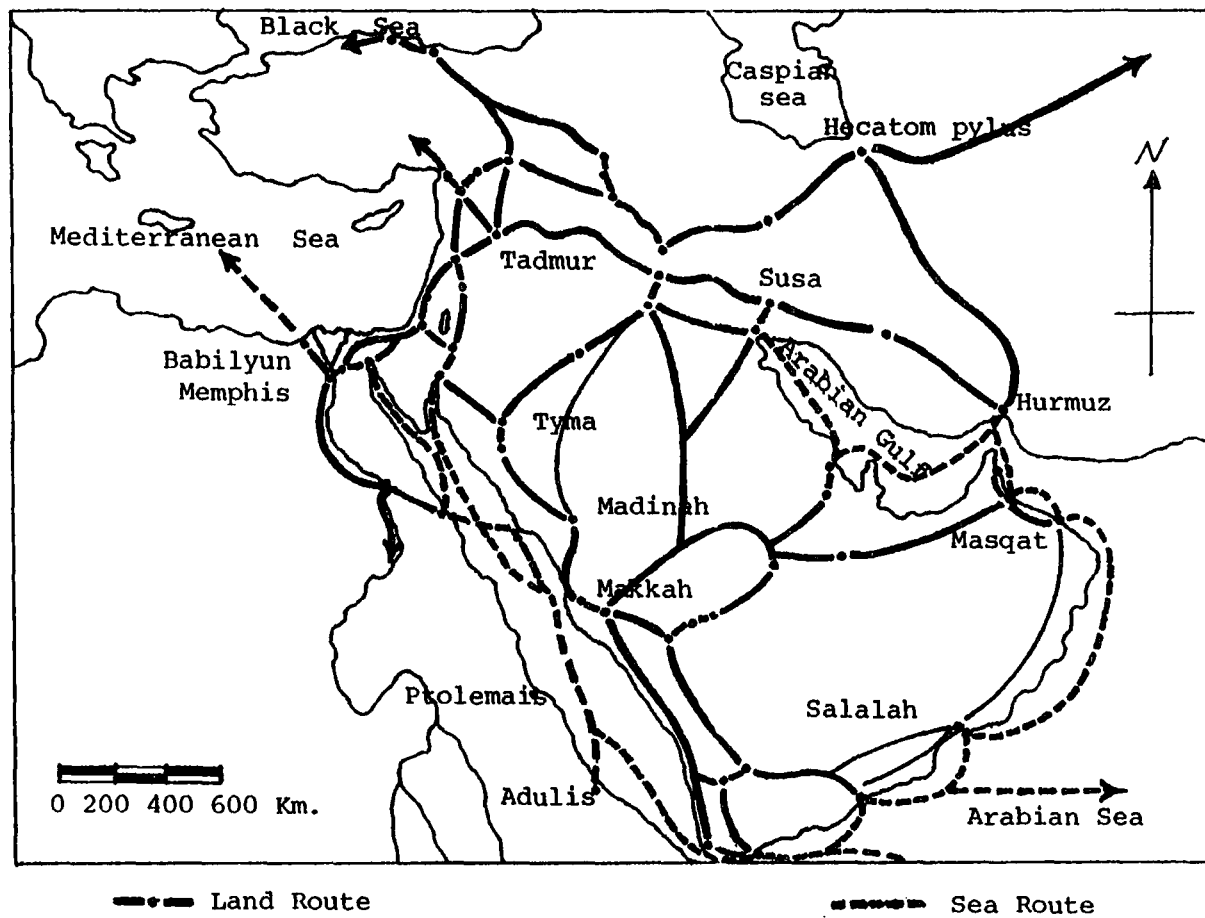 Black Sea
Caspian
sea
Hecatom pylus
N
Mediterranean Sea
Tadmur
Susa
Babilyun
Memphis
Arabian Gulf
Hurmuz
Tyma
Madinah
Masqat
Makkah
Ptolemais
Salalah
0 200 400 600 Km.
Adulis
Arabian Sea
Land Route
Sea Route